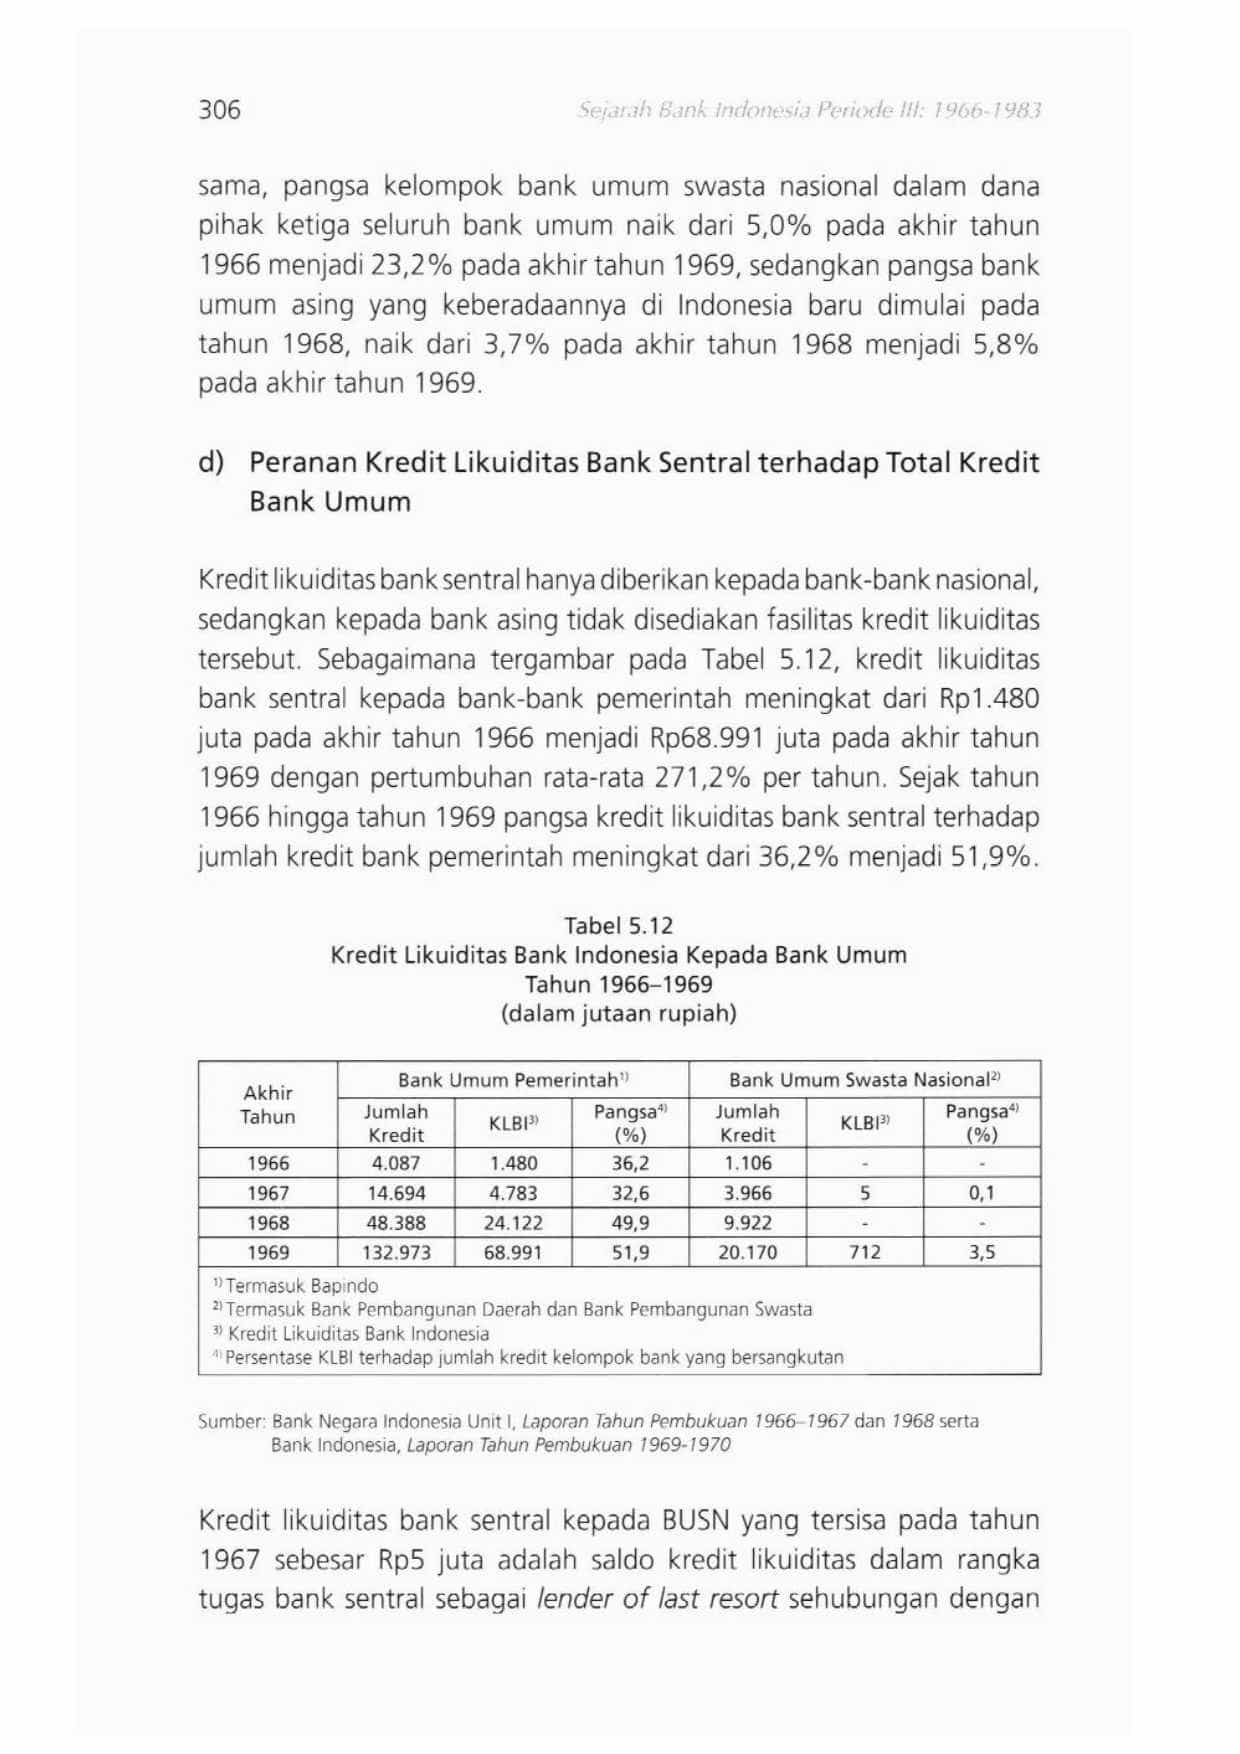 306
Sejarah Bank Indonesia Periode III: 1966-1983
sama, pangsa kelompok bank umum swasta nasional dalam dana
pihak ketiga seluruh bank umum naik dari 5,0% pada akhir tahun
1966 menjadi 23,2% pada akhir tahun 1969, sedangkan pangsa bank
umum asing yang keberadaannya di Indonesia baru dimulai pada
tahun 1968, naik dari 3,7% pada akhir tahun 1968 menjadi 5,8%
pada akhir tahun 1969.
d) Peranan Kredit Likuiditas Bank Sentral terhadap Total Kredit
Bank Umum
Kredit likuiditas bank sentral hanya diberikan kepada bank-bank nasional,
sedangkan kepada bank asing tidak disediakan fasilitas kredit likuiditas
tersebut. Sebagaimana tergambar pada Tabel 5.12, kredit likuiditas
bank sentral kepada bank-bank pemerintah meningkat dari Rp1.480
juta pada akhir tahun 1966 menjadi Rp68.991 juta pada akhir tahun
1969 dengan pertumbuhan rata-rata 271,2% per tahun. Sejak tahun
1966 hingga tahun 1969 pangsa kredit likuiditas bank sentral terhadap
jumlah kredit bank pemerintah meningkat dari 36,2% menjadi 51,9%.
Tabel 5.12
Kredit Likuiditas Bank Indonesia Kepada Bank Umum
Tahun 1966–1969
(dalam jutaan rupiah)
Akhir Tahun
Bank Umum Pemerintah1) Bank Umum Swasta Nasional2)
Jumlah Kredit KLBI3) Pangsa4) (%) Jumlah Kredit KLBI3) Pangsa4) (%)
1966 4.087 1.480 36,2 1.106 - -
1967 14.694 4.783 32,6 3.966 5 0,1
1968 48.388 24.122 49,9 9.922 - -
1969 132.973 68.991 51,9 20.170 712 3,5
1) Termasuk Bapindo
2) Termasuk Bank Pembangunan Daerah dan Bank Pembangunan Swasta
3) Kredit Likuiditas Bank Indonesia
4) Persentase KLBI terhadap jumlah kredit kelompok bank yang bersangkutan
Sumber: Bank Negara Indonesia Unit I, Laporan Tahun Pembukuan 1966–1967 dan 1968 serta
Bank Indonesia, Laporan Tahun Pembukuan 1969-1970
Kredit likuiditas bank sentral kepada BUSN yang tersisa pada tahun
1967 sebesar Rp5 juta adalah saldo kredit likuiditas dalam rangka
tugas bank sentral sebagai lender of last resort sehubungan dengan